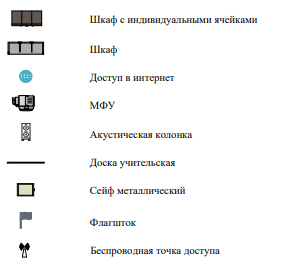 Шкаф с индивидуальными ячейками
Шкаф
Доступ в интернет
МФУ
Акустическая колонка
Доска учительская
Сейф металлический
Флагшток
Беспроводная точка доступа